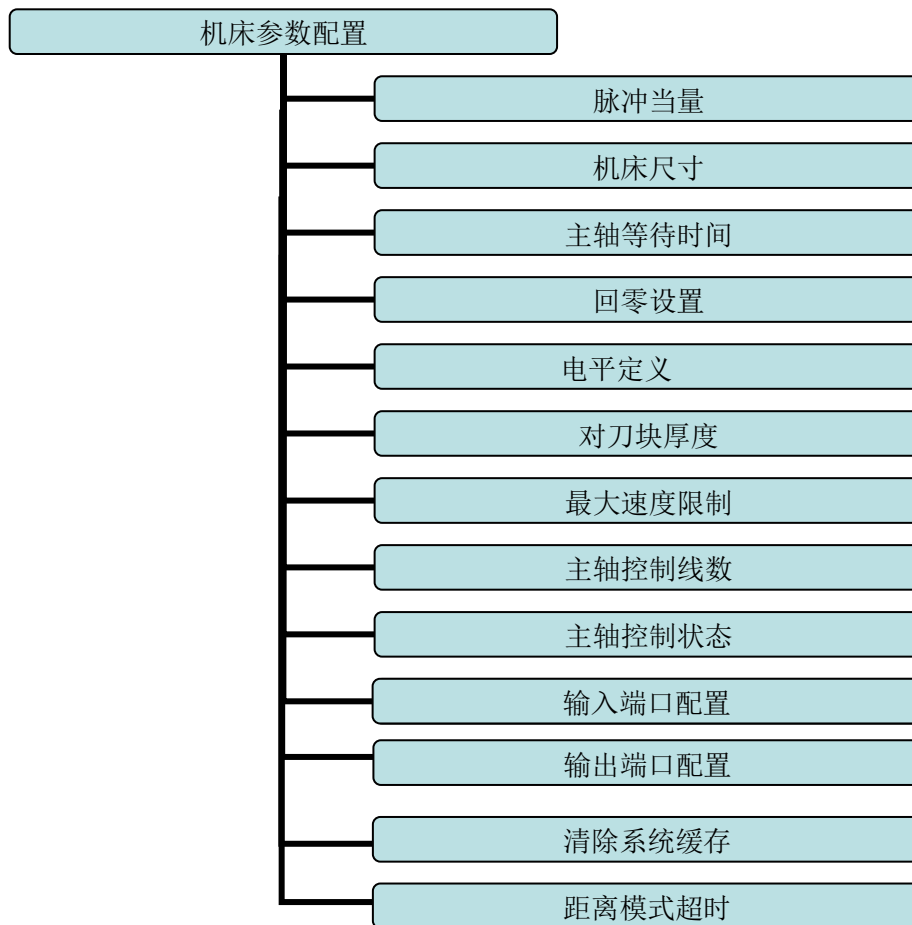 机床参数配置
脉冲当量
机床尺寸
主轴等待时间
回零设置
电平定义
对刀块厚度
最大速度限制
主轴控制线数
主轴控制状态
输入端口配置
输出端口配置
清除系统缓存
距离模式超时